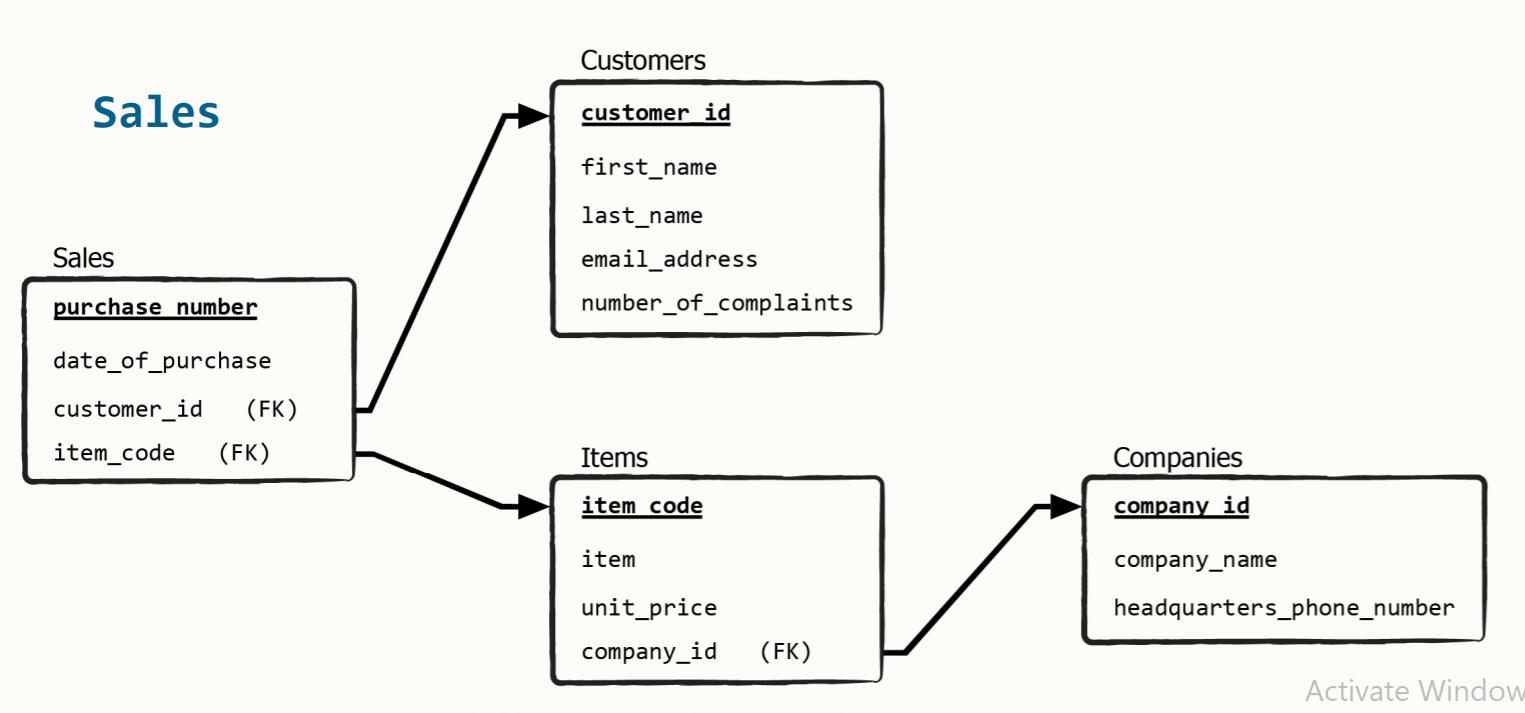 Sales
Customers
customer_id
first_name
last_name
email_address
number_of_complaints
Sales
purchase_number
date_of_purchase
customer_id (FK)
item_code (FK)
Items
item_code
item
unit_price
company_id (FK)
Companies
company_id
company_name
headquarters_phone_number
Activate Window